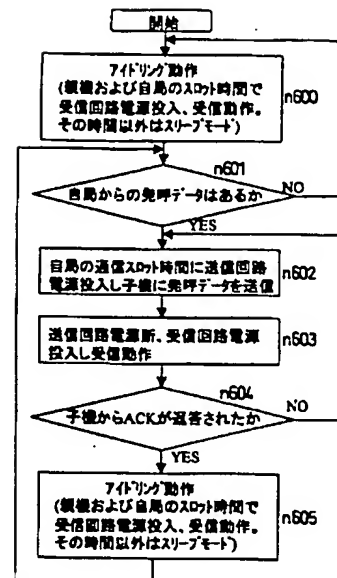 開始
アイドリング動作
(親機および自局のスロット時間で
受信回路電源投入、受信動作。
その時間以外はスリープモード)
n600
n601
自局からの発呼データはあるか
NO
YES
自局の通信スロット時間に送信回路
電源投入し子機に発呼データを送信
n602
送信回路電源断、受信回路電源
投入し受信動作
n603
n604
子機からACKが返答されたか
NO
YES
アイドリング動作
(親機および自局のスロット時間で
受信回路電源投入、受信動作。
その時間以外はスリープモード)
n605